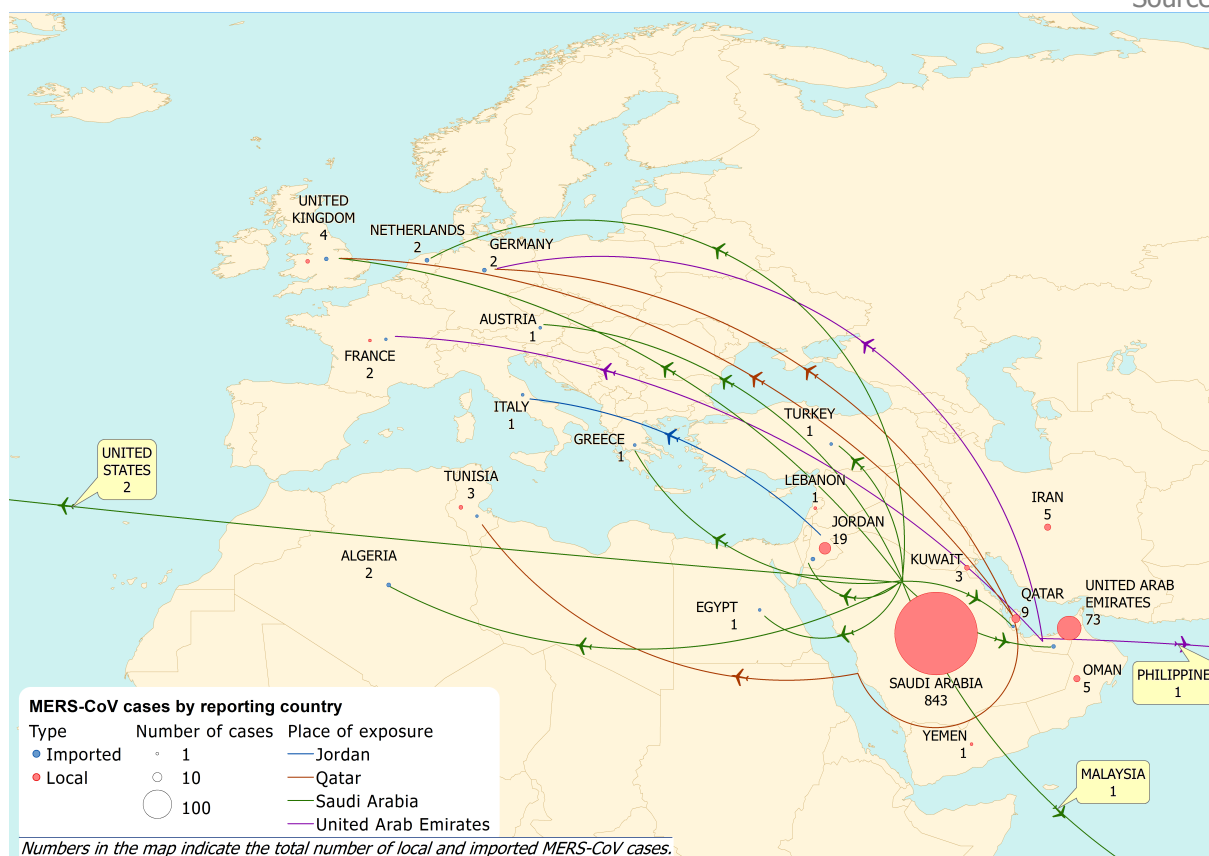 Source
UNITED
KINGDOM
4
NETHERLANDS
2
GERMANY
2
AUSTRIA
1
FRANCE
2
ITALY
1
TURKEY
1
GREECE
1
UNITED
STATES
2
TUNISIA
3
LEBANON
1
IRAN
5
JORDAN
19
ALGERIA
2
KUWAIT
3
QATAR
9
UNITED ARAB
EMIRATES
73
EGYPT
1
SAUDI ARABIA
843
OMAN
5
PHILIPPINE
1
YEMEN
1
MALAYSIA
1
MERS-CoV cases by reporting country
Type Number of cases Place of exposure
Imported 1 Jordan
Local 10 Qatar
100 Saudi Arabia
United Arab Emirates
Numbers in the map indicate the total number of local and imported MERS-CoV cases.